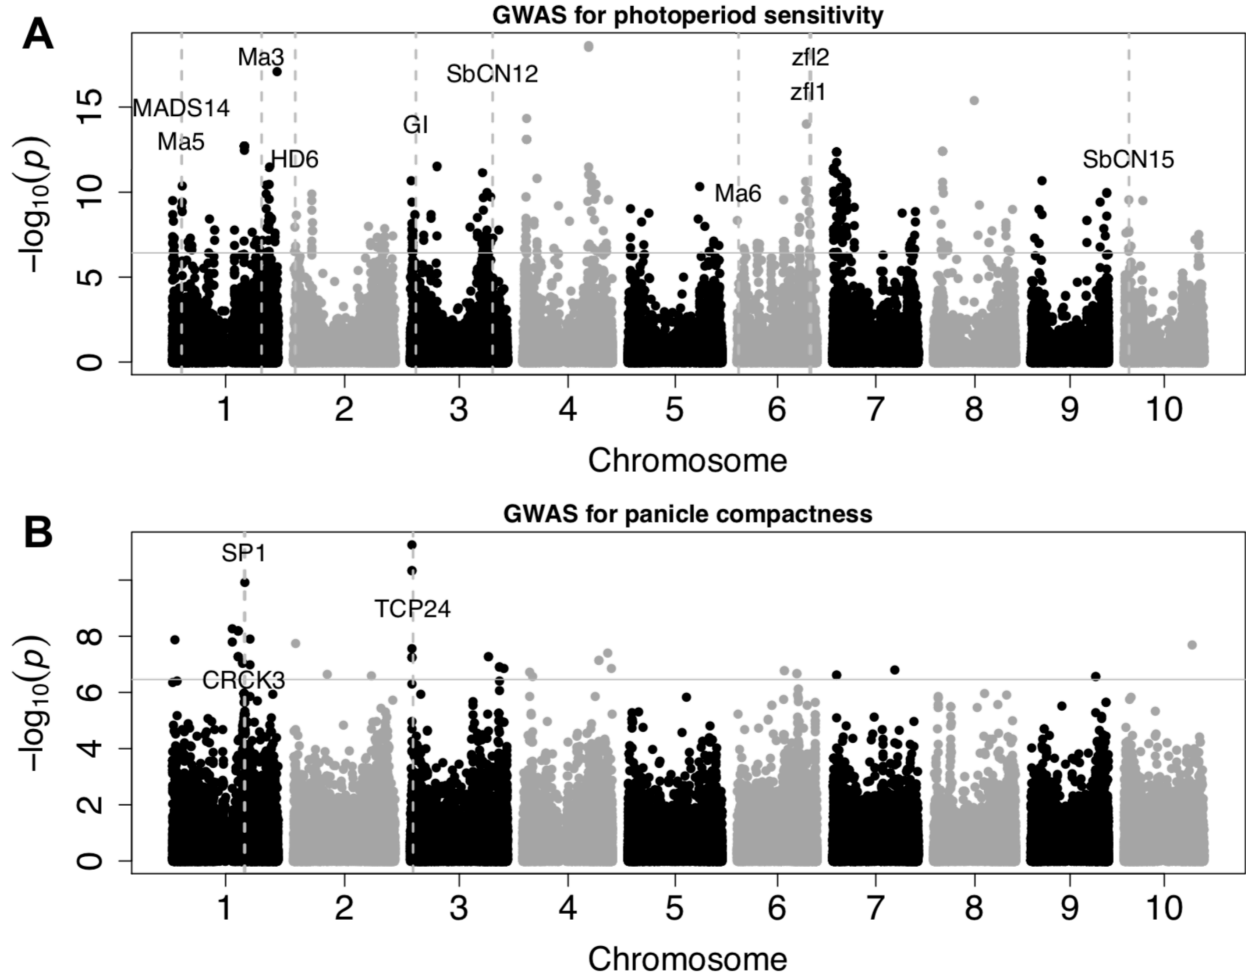 A
GWAS for photoperiod sensitivity
Ma3
zfl2
SbCN12
zfl1
MADS14
GI
Ma5
HD6
SbCN15
Ma6
−log10(p)
15
10
5
0
1 2 3 4 5 6 7 8 9 10
Chromosome
B
GWAS for panicle compactness
SP1
TCP24
CRCK3
−log10(p)
8
6
4
2
0
1 2 3 4 5 6 7 8 9 10
Chromosome